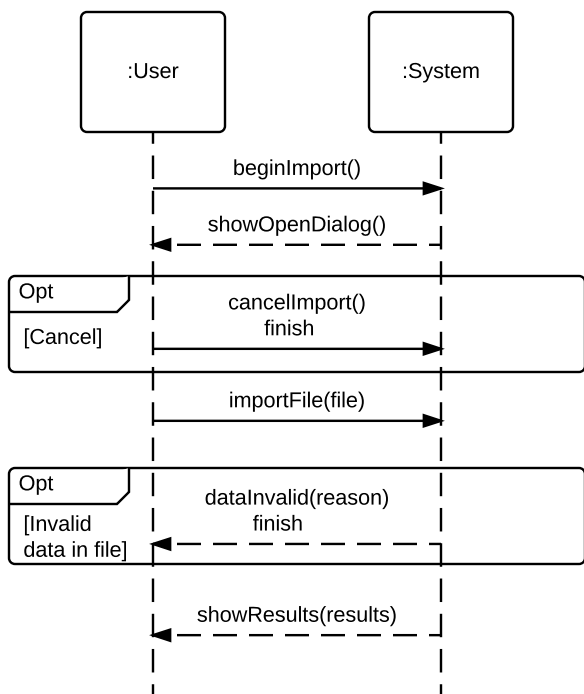 :User
:System
beginImport()
showOpenDialog()
Opt
cancelImport()
finish
[Cancel]
importFile(file)
Opt
dataInvalid(reason)
finish
[Invalid
data in file]
showResults(results)